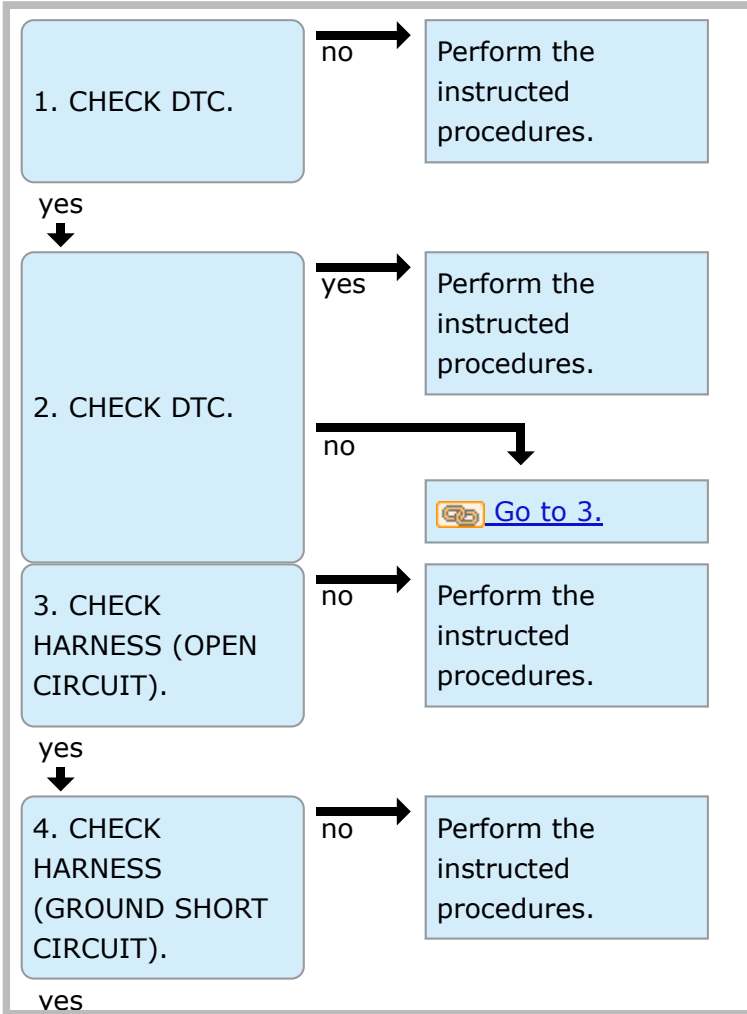 1. CHECK DTC.
no
Perform the
instructed
procedures.
yes
2. CHECK DTC.
yes
Perform the
instructed
procedures.
no
Go to 3.
3. CHECK
HARNESS (OPEN
CIRCUIT).
no
Perform the
instructed
procedures.
yes
4. CHECK
HARNESS
(GROUND SHORT
CIRCUIT).
no
Perform the
instructed
procedures.
yes